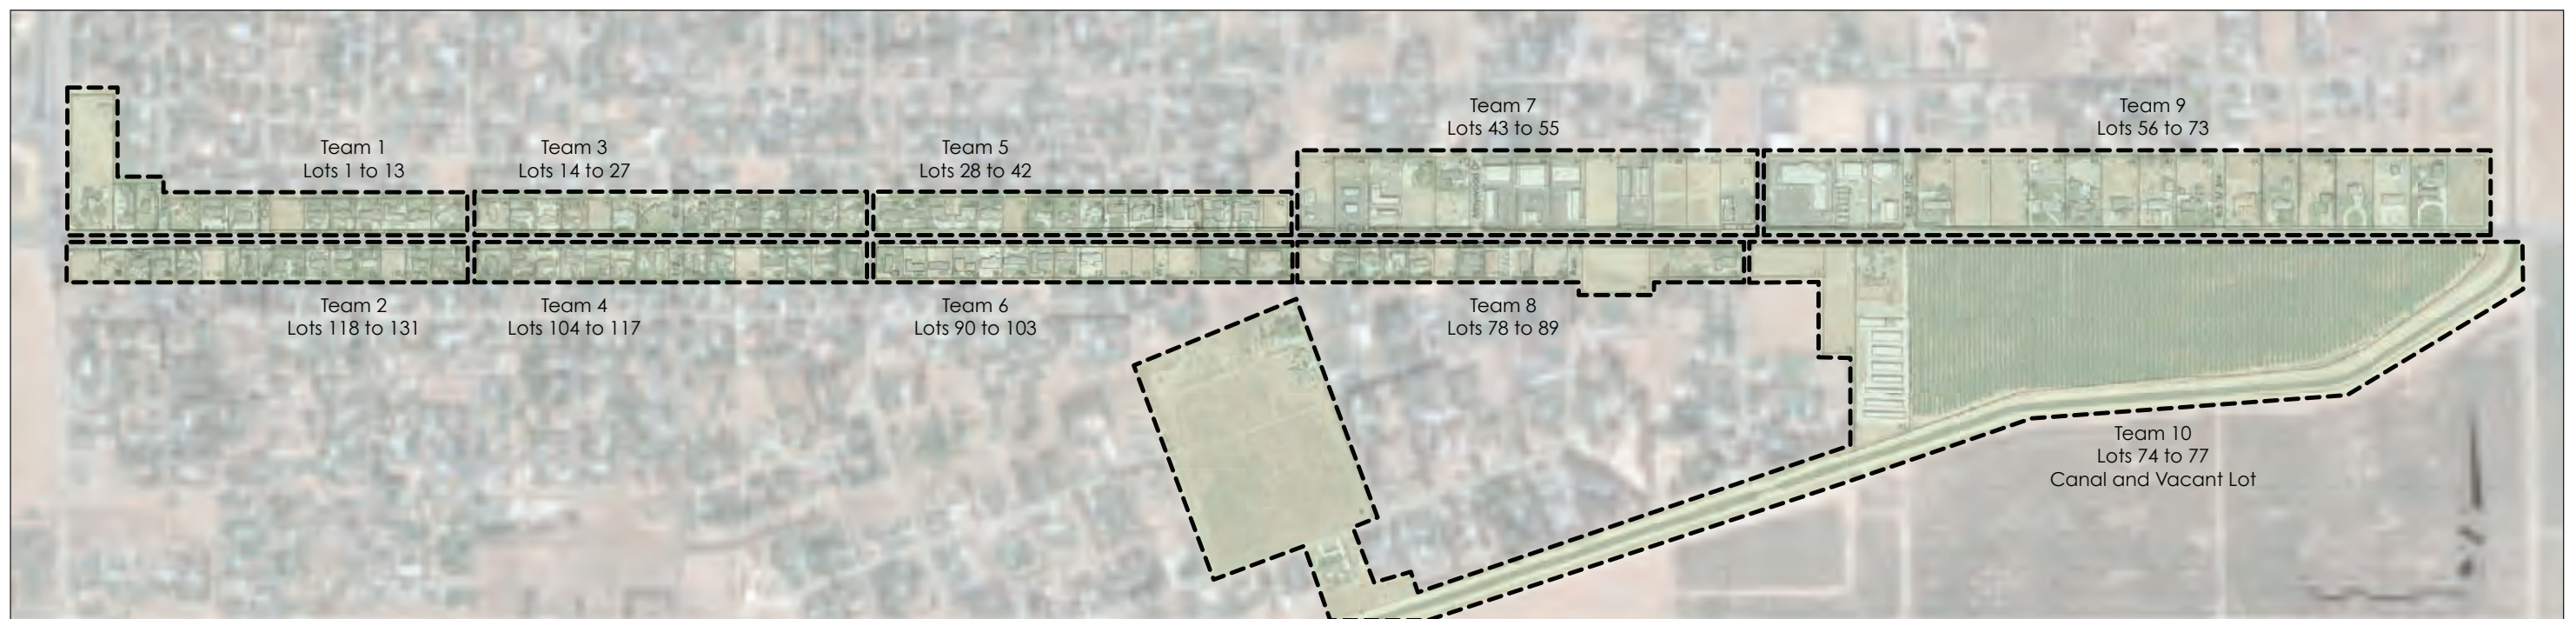 Team 7
Lots 43 to 55
Team 9
Lots 56 to 73
Team 1
Lots 1 to 13
Team 3
Lots 14 to 27
Team 5
Lots 28 to 42
Team 2
Lots 118 to 131
Team 4
Lots 104 to 117
Team 6
Lots 90 to 103
Team 8
Lots 78 to 89
Team 10
Lots 74 to 77
Canal and Vacant Lot